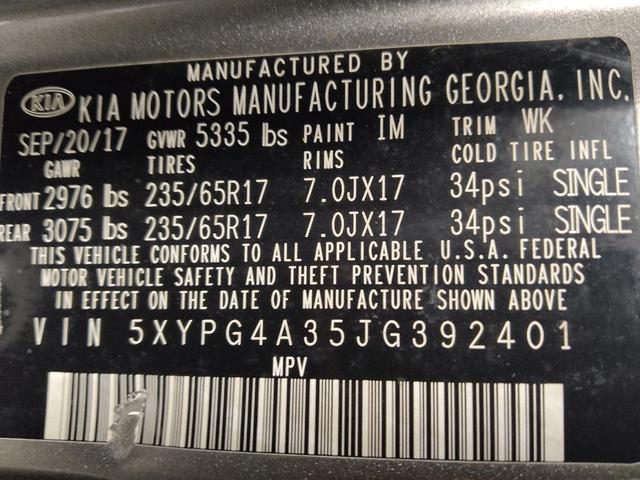 MANUFACTURED BY
KIA KIA MOTORS MANUFACTURING GEORGIA, INC.
SEP/20/17 GVWR 5335 lbs PAINT IM TRIM WK
GAWR TIRES RIMS COLD TIRE INFL
FRONT 2976 lbs 235/65R17 7.0JX17 34psi SINGLE
REAR 3075 lbs 235/65R17 7.0JX17 34psi SINGLE
THIS VEHICLE CONFORMS TO ALL APPLICABLE U.S.A. FEDERAL
MOTOR VEHICLE SAFETY AND THEFT PREVENTION STANDARDS
IN EFFECT ON THE DATE OF MANUFACTURE SHOWN ABOVE
VIN 5XYPG4A35JG392401
MPV